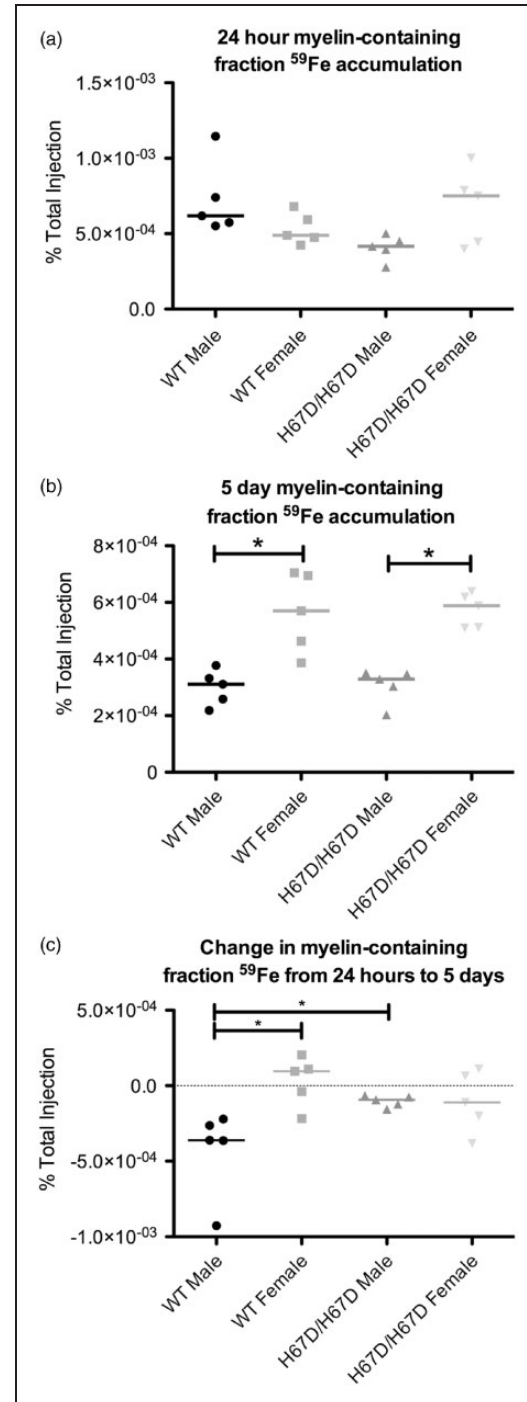 (a)
24 hour myelin-containing
fraction ⁵⁹Fe accumulation
1.5×10⁻⁰³
1.0×10⁻⁰³
5.0×10⁻⁰⁴
0.0
% Total Injection
WT Male
WT Female
H67D/H67D Male
H67D/H67D Female
(b)
5 day myelin-containing
fraction ⁵⁹Fe accumulation
8×10⁻⁰⁴
6×10⁻⁰⁴
4×10⁻⁰⁴
2×10⁻⁰⁴
0
% Total Injection
*
*
WT Male
WT Female
H67D/H67D Male
H67D/H67D Female
(c)
Change in myelin-containing
fraction ⁵⁹Fe from 24 hours to 5 days
5.0×10⁻⁰⁴
0.0
-5.0×10⁻⁰⁴
-1.0×10⁻⁰³
% Total Injection
*
*
WT Male
WT Female
H67D/H67D Male
H67D/H67D Female